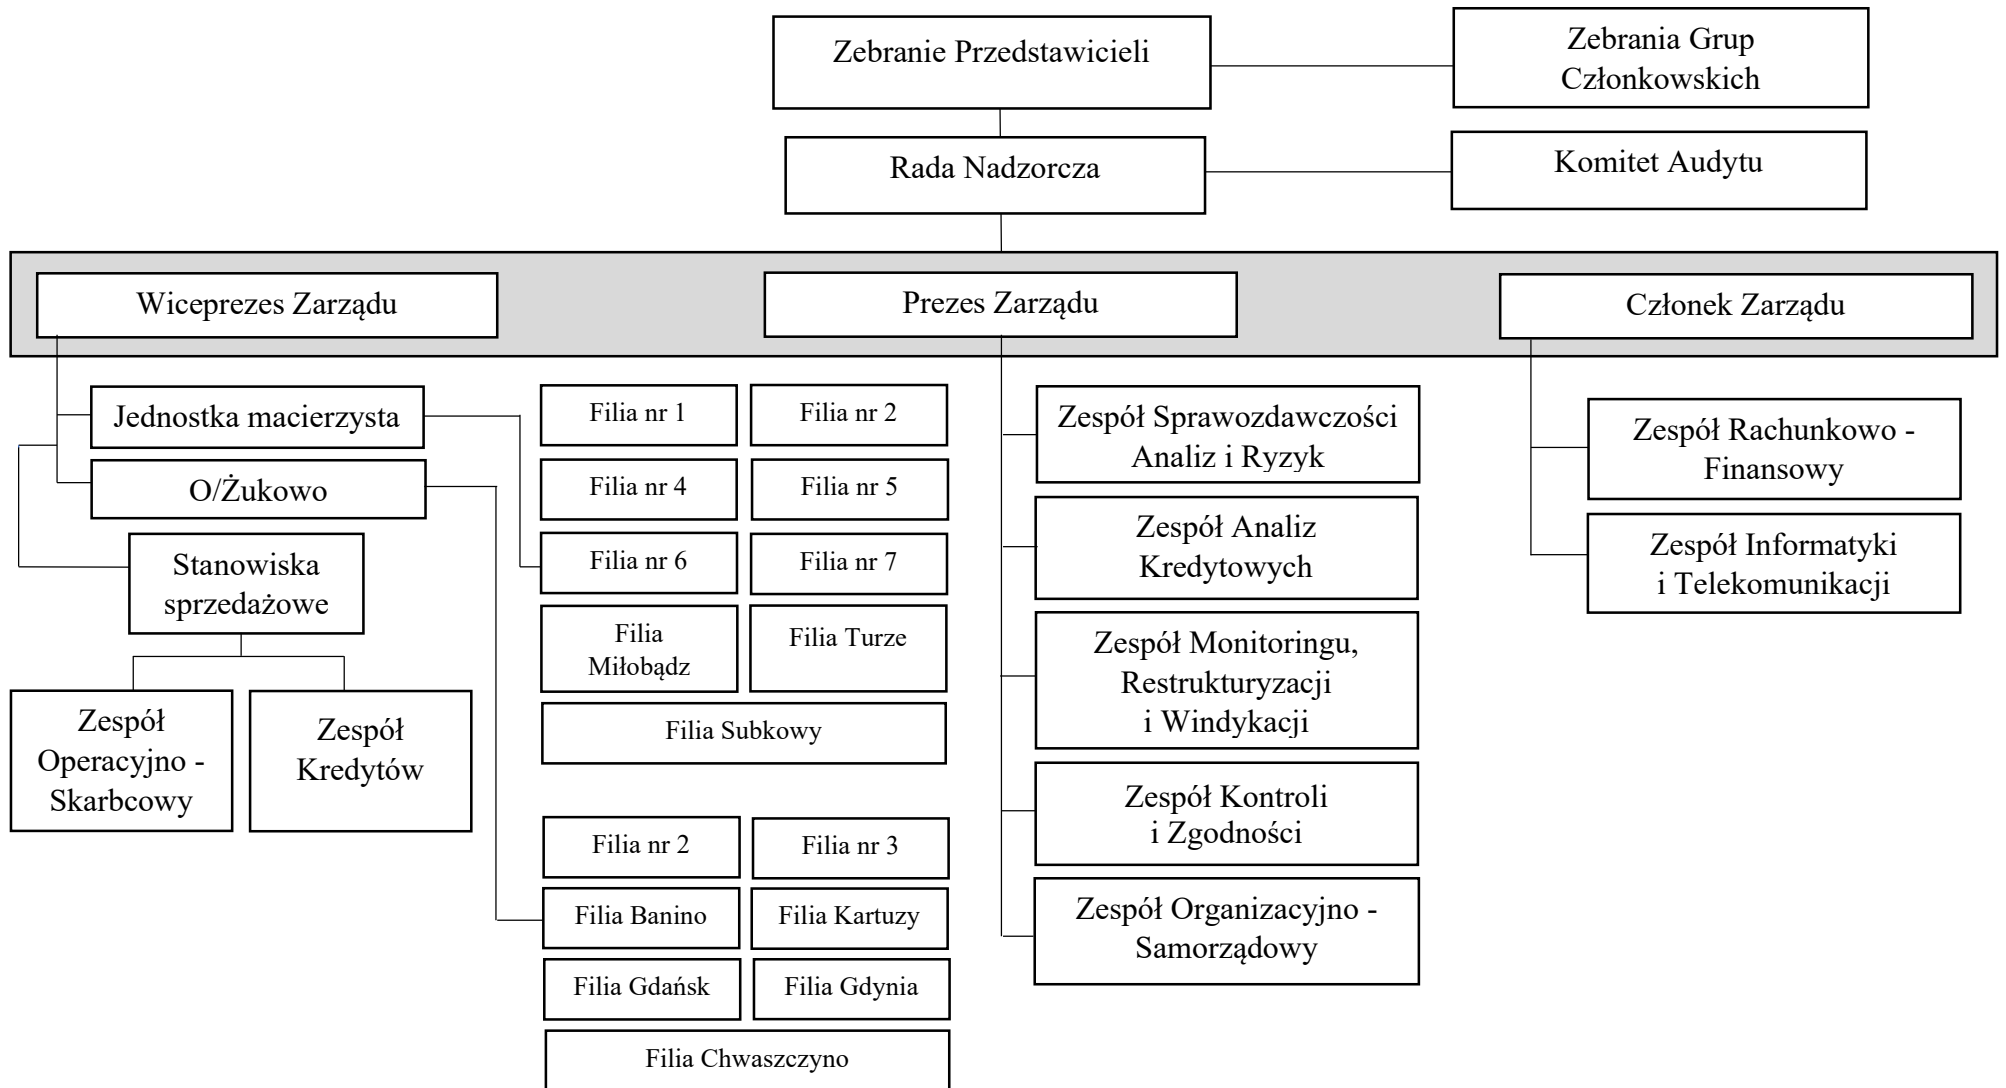 Zebranie Przedstawicieli
Zebrania Grup
Członkowskich
Rada Nadzorcza
Komitet Audytu
Wiceprezes Zarządu
Prezes Zarządu
Członek Zarządu
Jednostka macierzysta
O/Żukowo
Stanowiska
sprzedażowe
Zespół
Operacyjno -
Skarbcowy
Zespół
Kredytów
Filia nr 1
Filia nr 2
Filia nr 4
Filia nr 5
Filia nr 6
Filia nr 7
Filia
Miłobądz
Filia Turze
Filia Subkowy
Filia nr 2
Filia nr 3
Filia Banino
Filia Kartuzy
Filia Gdańsk
Filia Gdynia
Filia Chwaszczyno
Zespół Sprawozdawczości
Analiz i Ryzyk
Zespół Analiz
Kredytowych
Zespół Monitoringu,
Restrukturyzacji
i Windykacji
Zespół Kontroli
i Zgodności
Zespół Organizacyjno -
Samorządowy
Zespół Rachunkowo -
Finansowy
Zespół Informatyki
i Telekomunikacji